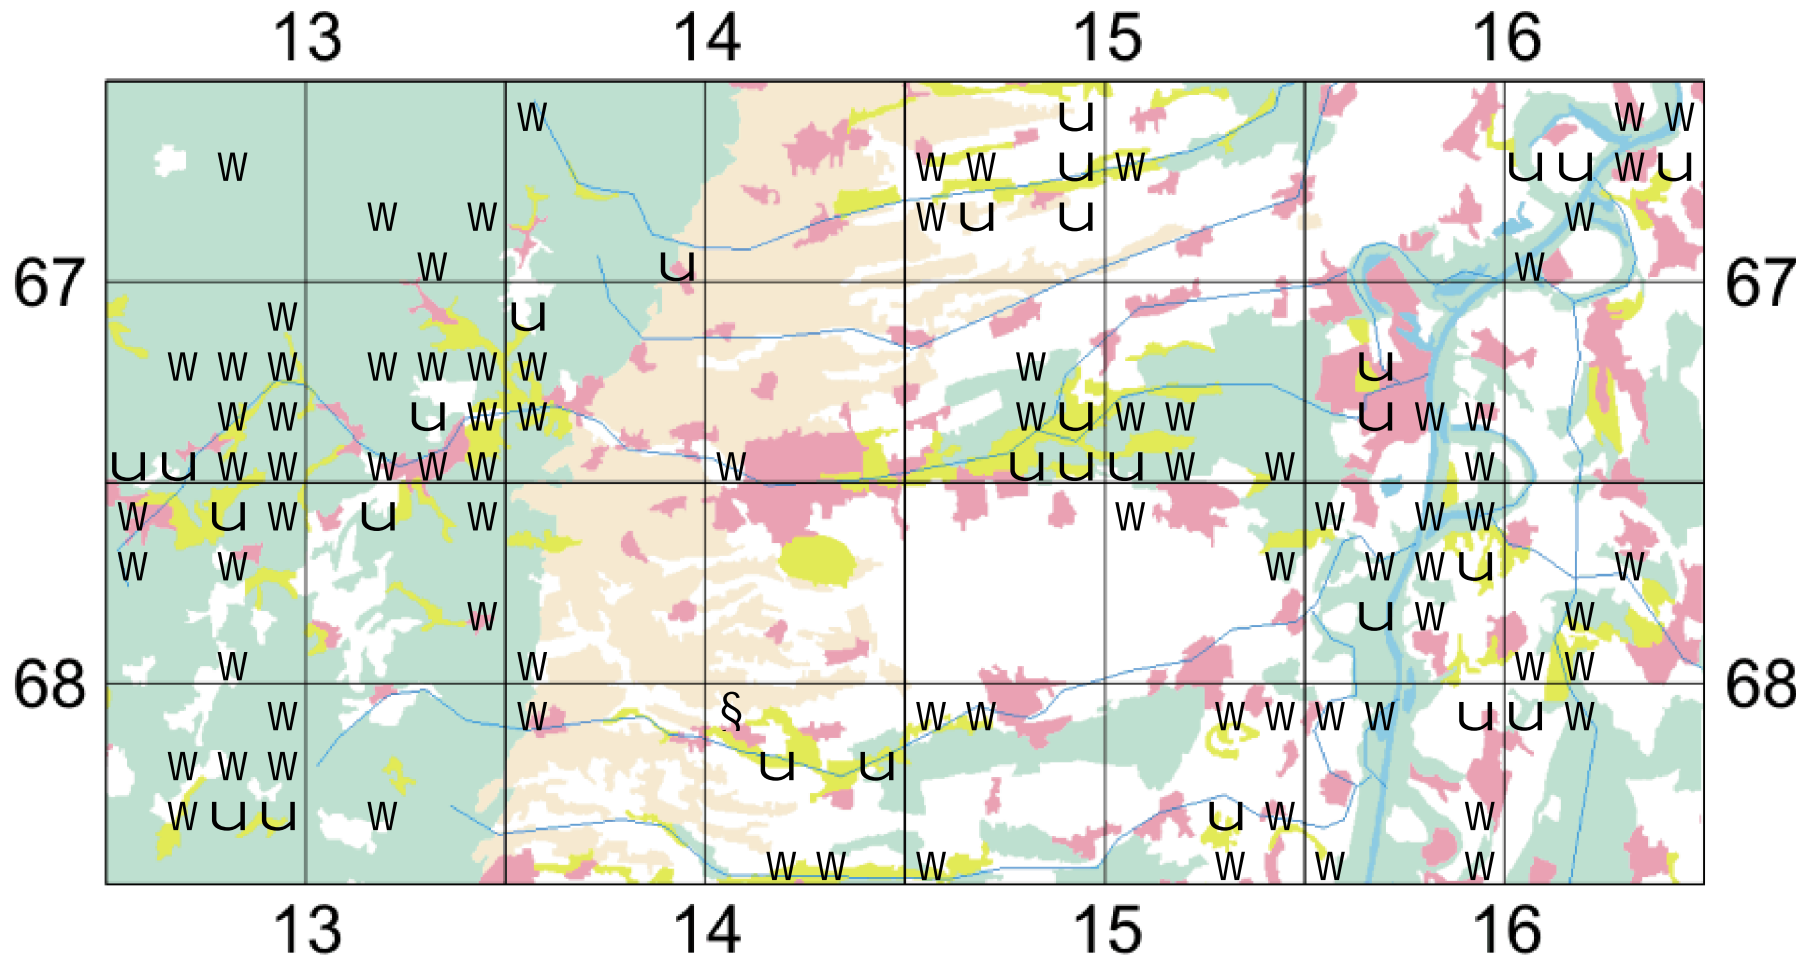 13 14 15 16
W u W W
W W W u W u u W u
W W W u u W
W u W
67 67
W u
W W W W W W W W u
W W u W W W u W W u W W
u u W W W W W W u u u W W W
W u W u W W W W W
W W W W W u W
W u W W
W W W W
68 68
W W § W W W W W W u u W
W W W u u
W u u W u W W
W W W W W W
13 14 15 16